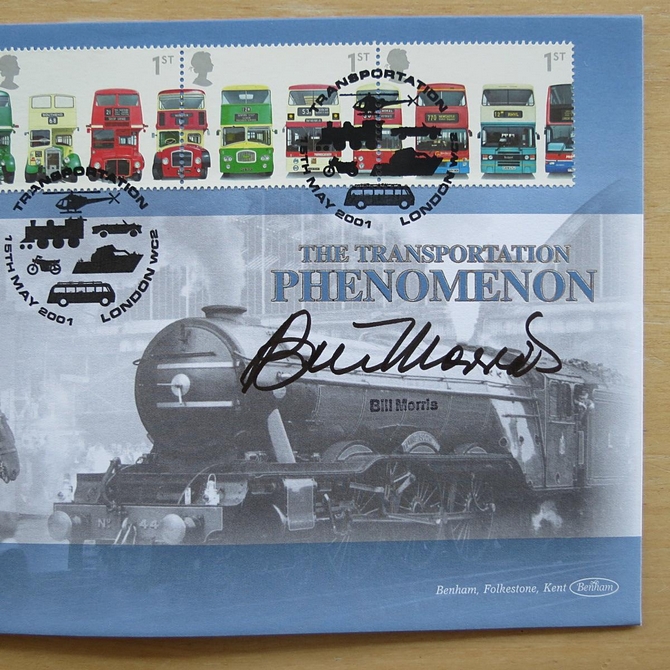 1ST
1ST
1ST
TRANSPORTATION
15TH MAY 2001 LONDON WC2
TRANSPORTATION
MAY 2001 LONDON WC2
THE TRANSPORTATION
PHENOMENON
Bill Morris
Bill Morris
Benham, Folkestone, Kent Benham